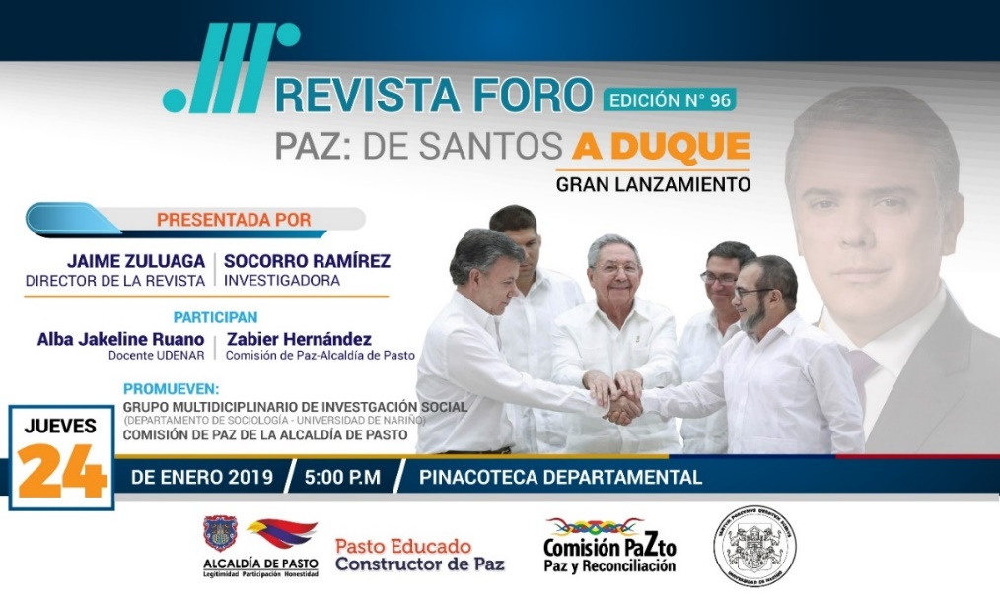 REVISTA FORO EDICIÓN N° 96
PAZ: DE SANTOS A DUQUE
GRAN LANZAMIENTO
PRESENTADA POR
JAIME ZULUAGA
DIRECTOR DE LA REVISTA
SOCORRO RAMÍREZ
INVESTIGADORA
PARTICIPAN
Alba Jakeline Ruano
Docente UDENAR
Zabier Hernández
Comisión de Paz-Alcaldía de Pasto
PROMUEVEN:
GRUPO MULTIDICIPLINARIO DE INVESTGACIÓN SOCIAL
(DEPARTAMENTO DE SOCIOLOGÍA - UNIVERSIDAD DE NARIÑO)
COMISIÓN DE PAZ DE LA ALCALDÍA DE PASTO
JUEVES
24
DE ENERO 2019 / 5:00 P.M / PINACOTECA DEPARTAMENTAL
ALCALDÍA DE PASTO
Legitimidad Participación Honestidad
Pasto Educado
Constructor de Paz
Comisión PaZto
Paz y Reconciliación
UNIVERSIDAD DE NARIÑO